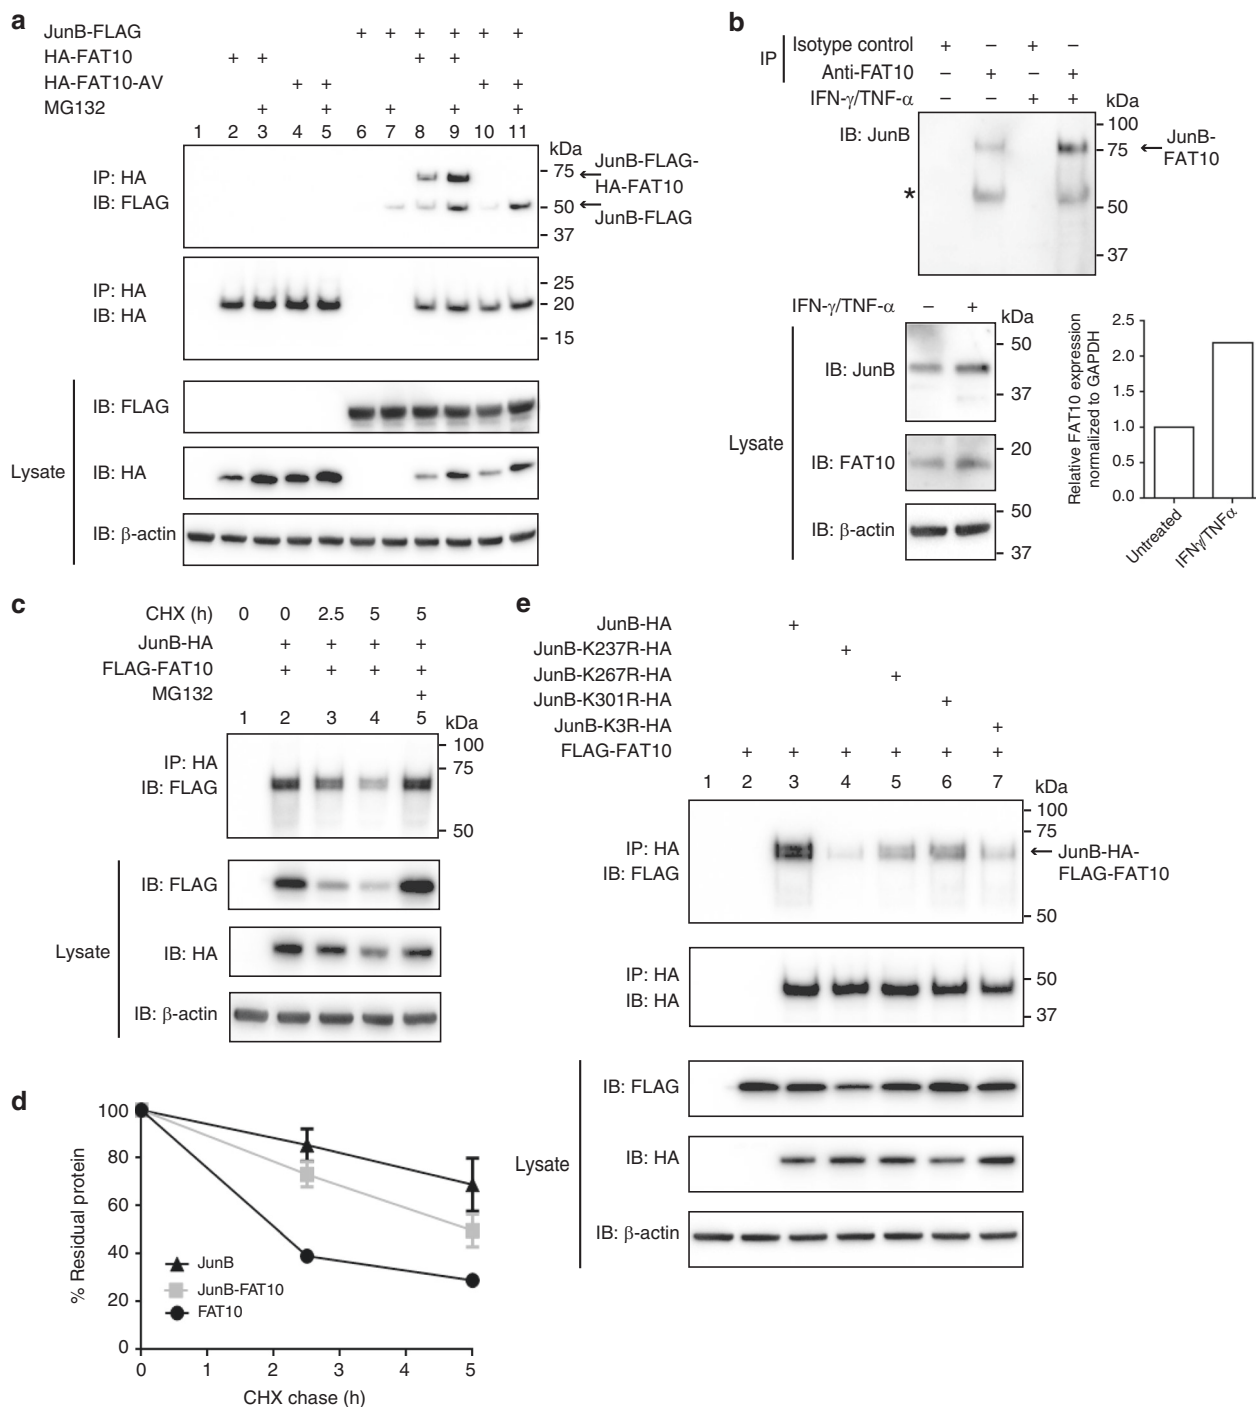 a
JunB-FLAG + + + + + +
HA-FAT10 + + + +
HA-FAT10-AV + + + +
MG132 + + + + +
1 2 3 4 5 6 7 8 9 10 11
kDa
IP: HA
IB: FLAG
75
50
37
JunB-FLAG-
HA-FAT10
JunB-FLAG
IP: HA
IB: HA
25
20
15
Lysate
IB: FLAG
IB: HA
IB: β-actin
b
IP
Isotype control + – + –
Anti-FAT10 – + – +
IFN-γ/TNF-α – – + +
kDa
IB: JunB
100
75
50
37
JunB-
FAT10
*
IFN-γ/TNF-α – +
kDa
Lysate
IB: JunB
50
37
IB: FAT10
20
IB: β-actin
50
37
Relative FAT10 expression
normalized to GAPDH
2.5
2.0
1.0
0.5
0.0
Untreated
IFNγ/TNFα
c
CHX (h) 0 0 2.5 5 5
JunB-HA + + + +
FLAG-FAT10 + + + +
MG132 +
1 2 3 4 5
kDa
IP: HA
IB: FLAG
100
75
50
Lysate
IB: FLAG
IB: HA
IB: β-actin
d
% Residual protein
100
80
60
40
20
0
JunB
JunB-FAT10
FAT10
0 1 2 3 4 5
CHX chase (h)
e
JunB-HA +
JunB-K237R-HA +
JunB-K267R-HA +
JunB-K301R-HA +
JunB-K3R-HA +
FLAG-FAT10 + + + + + +
1 2 3 4 5 6 7
kDa
IP: HA
IB: FLAG
100
75
50
JunB-HA-
FLAG-FAT10
IP: HA
IB: HA
50
37
Lysate
IB: FLAG
IB: HA
IB: β-actin